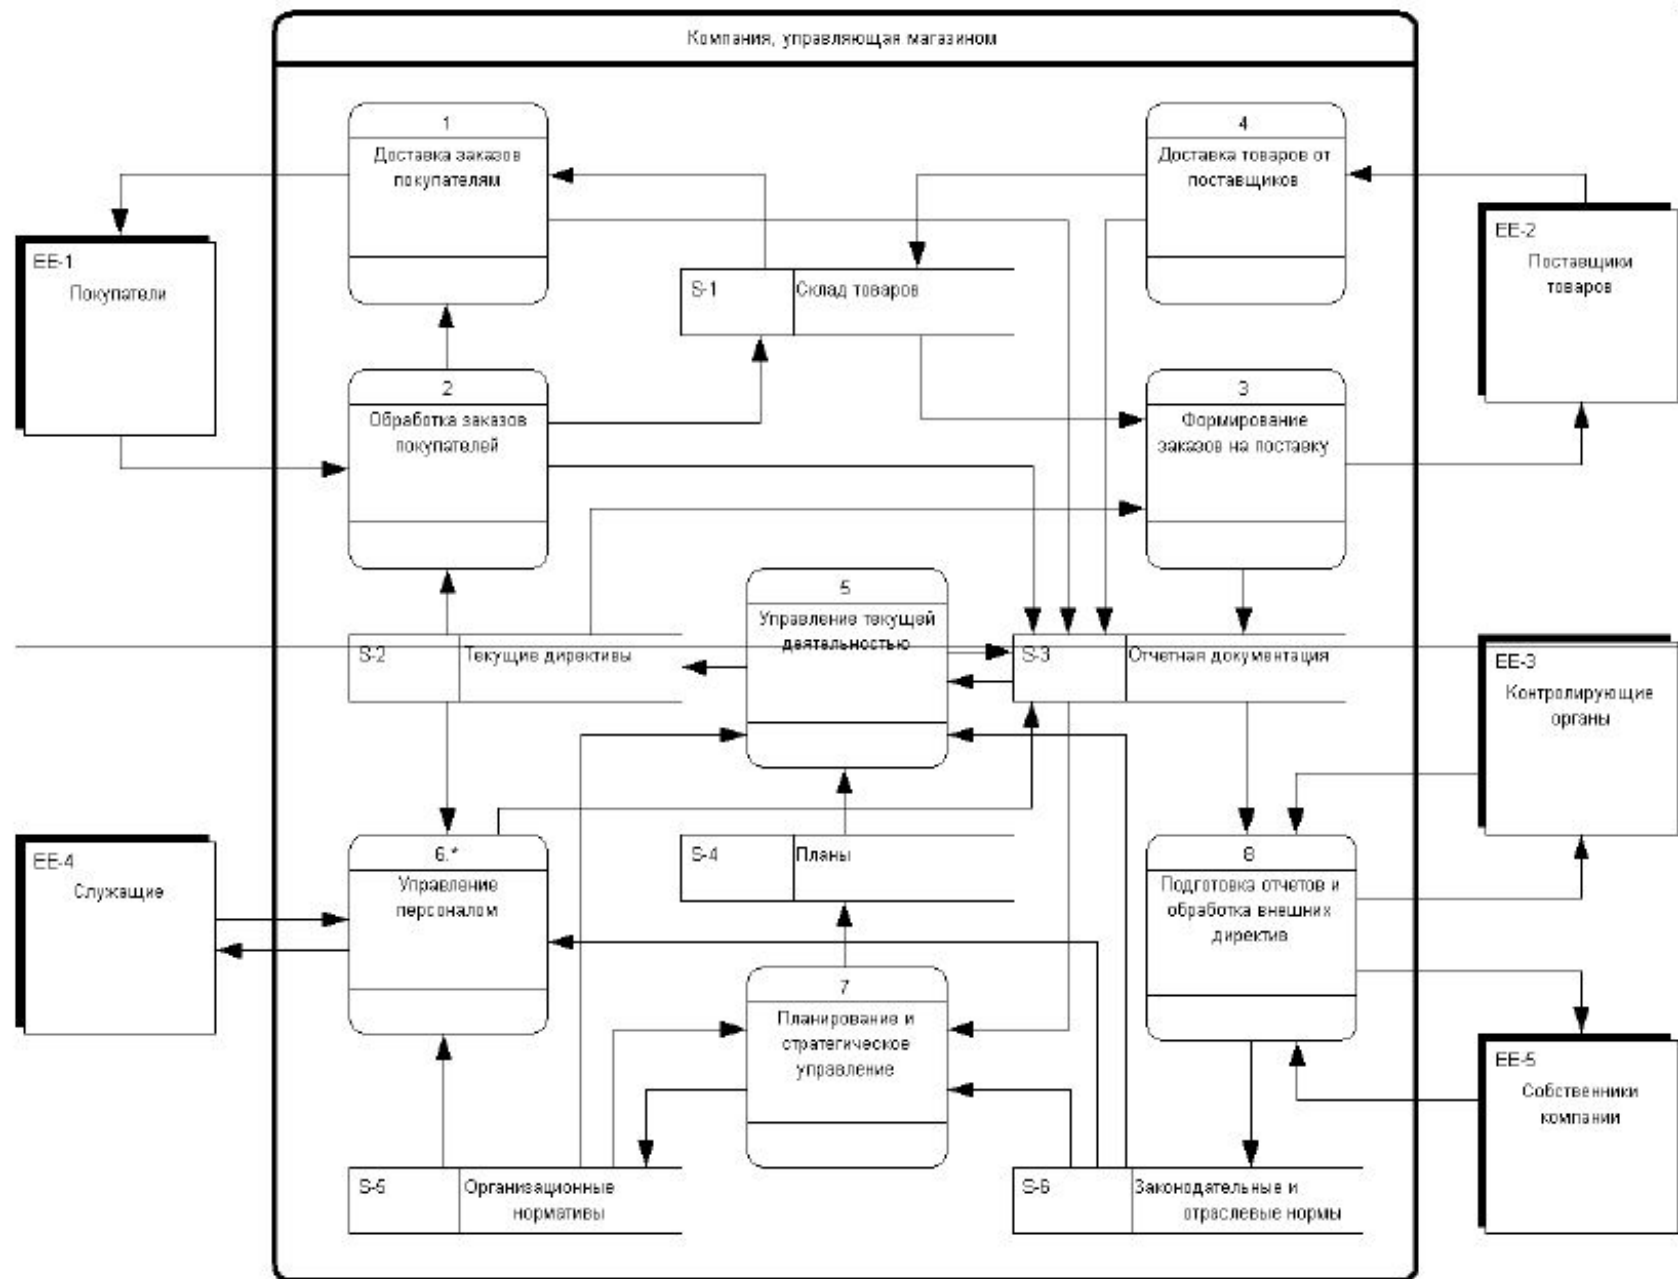 Компания, управляющая магазином
1
Доставка заказов
покупателям
4
Доставка товаров от
поставщиков
EE-1
Покупатели
S-1
Склад товаров
EE-2
Поставщики
товаров
2
Обработка заказов
покупателей
3
Формирование
заказов на поставку
5
Управление текущей
деятельностью
S-2
Текущие директивы
S-3
Отчетная документация
EE-3
Контролирующие
органы
EE-4
Служащие
6.*
Управление
персоналом
S-4
Планы
8
Подготовка отчетов и
обработка внешних
директив
7
Планирование и
стратегическое
управление
EE-5
Собственники
компании
S-5
Организационные
нормативы
S-6
Законодательные и
отраслевые нормы